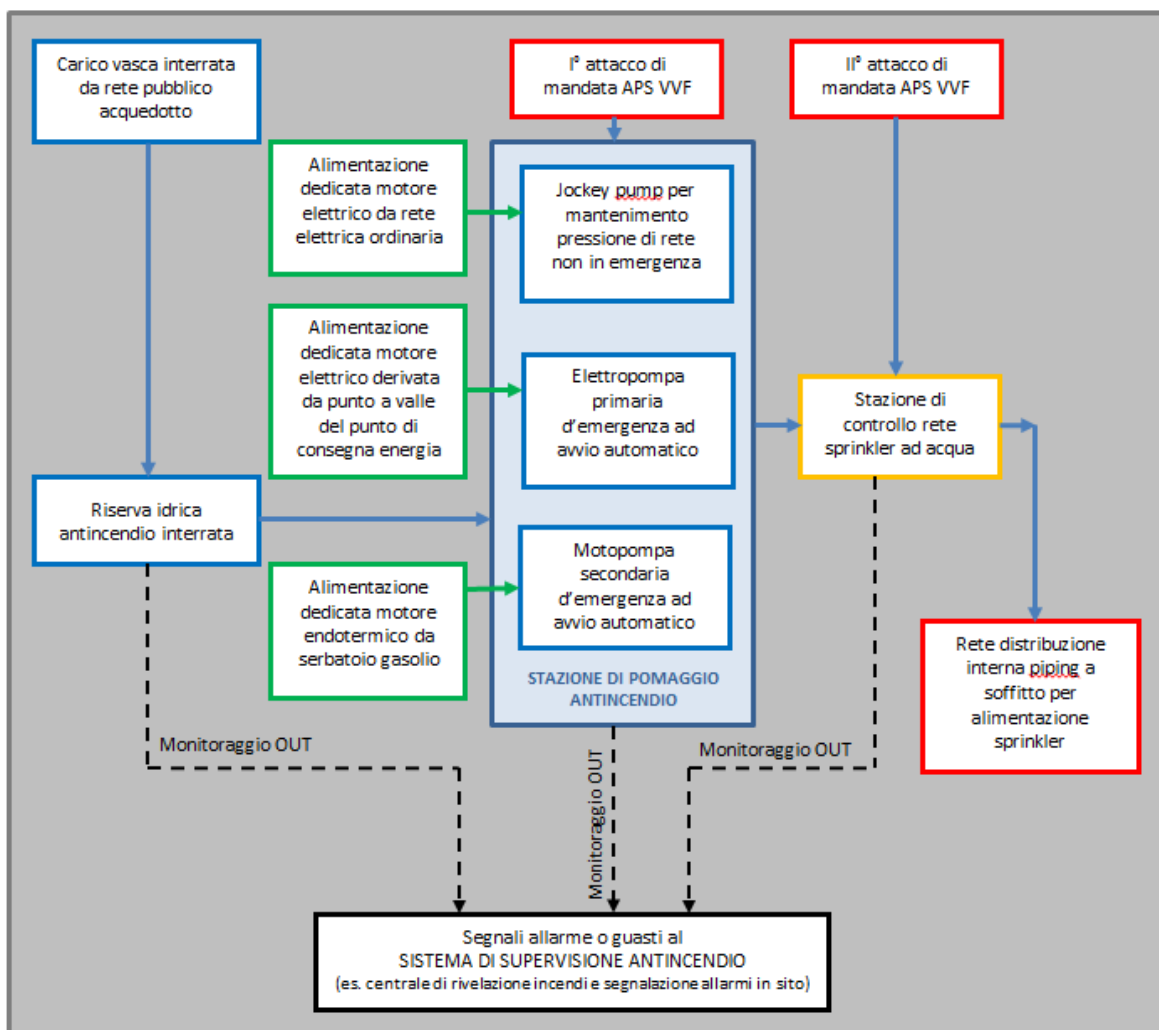 Carico vasca interrata
da rete pubblico
acquedotto
I° attacco di
mandata APS VVF
II° attacco di
mandata APS VVF
Alimentazione
dedicata motore
elettrico da rete
elettrica ordinaria
Jockey pump per
mantenimento
pressione di rete
non in emergenza
Alimentazione
dedicata motore
elettrico derivata
da punto a valle
del punto di
consegna energia
Elettropompa
primaria
d'emergenza ad
avvio automatico
Stazione di
controllo rete
sprinkler ad acqua
Riserva idrica
antincendio interrata
Alimentazione
dedicata motore
endotermico da
serbatoio gasolio
Motopompa
secondaria
d'emergenza ad
avvio automatico
STAZIONE DI POMAGGIO
ANTINCENDIO
Rete distribuzione
interna piping a
soffitto per
alimentazione
sprinkler
Monitoraggio OUT
Monitoraggio OUT
Monitoraggio OUT
Segnali allarme o guasti al
SISTEMA DI SUPERVISIONE ANTINCENDIO
(es. centrale di rivelazione incendi e segnalazione allarmi in sito)